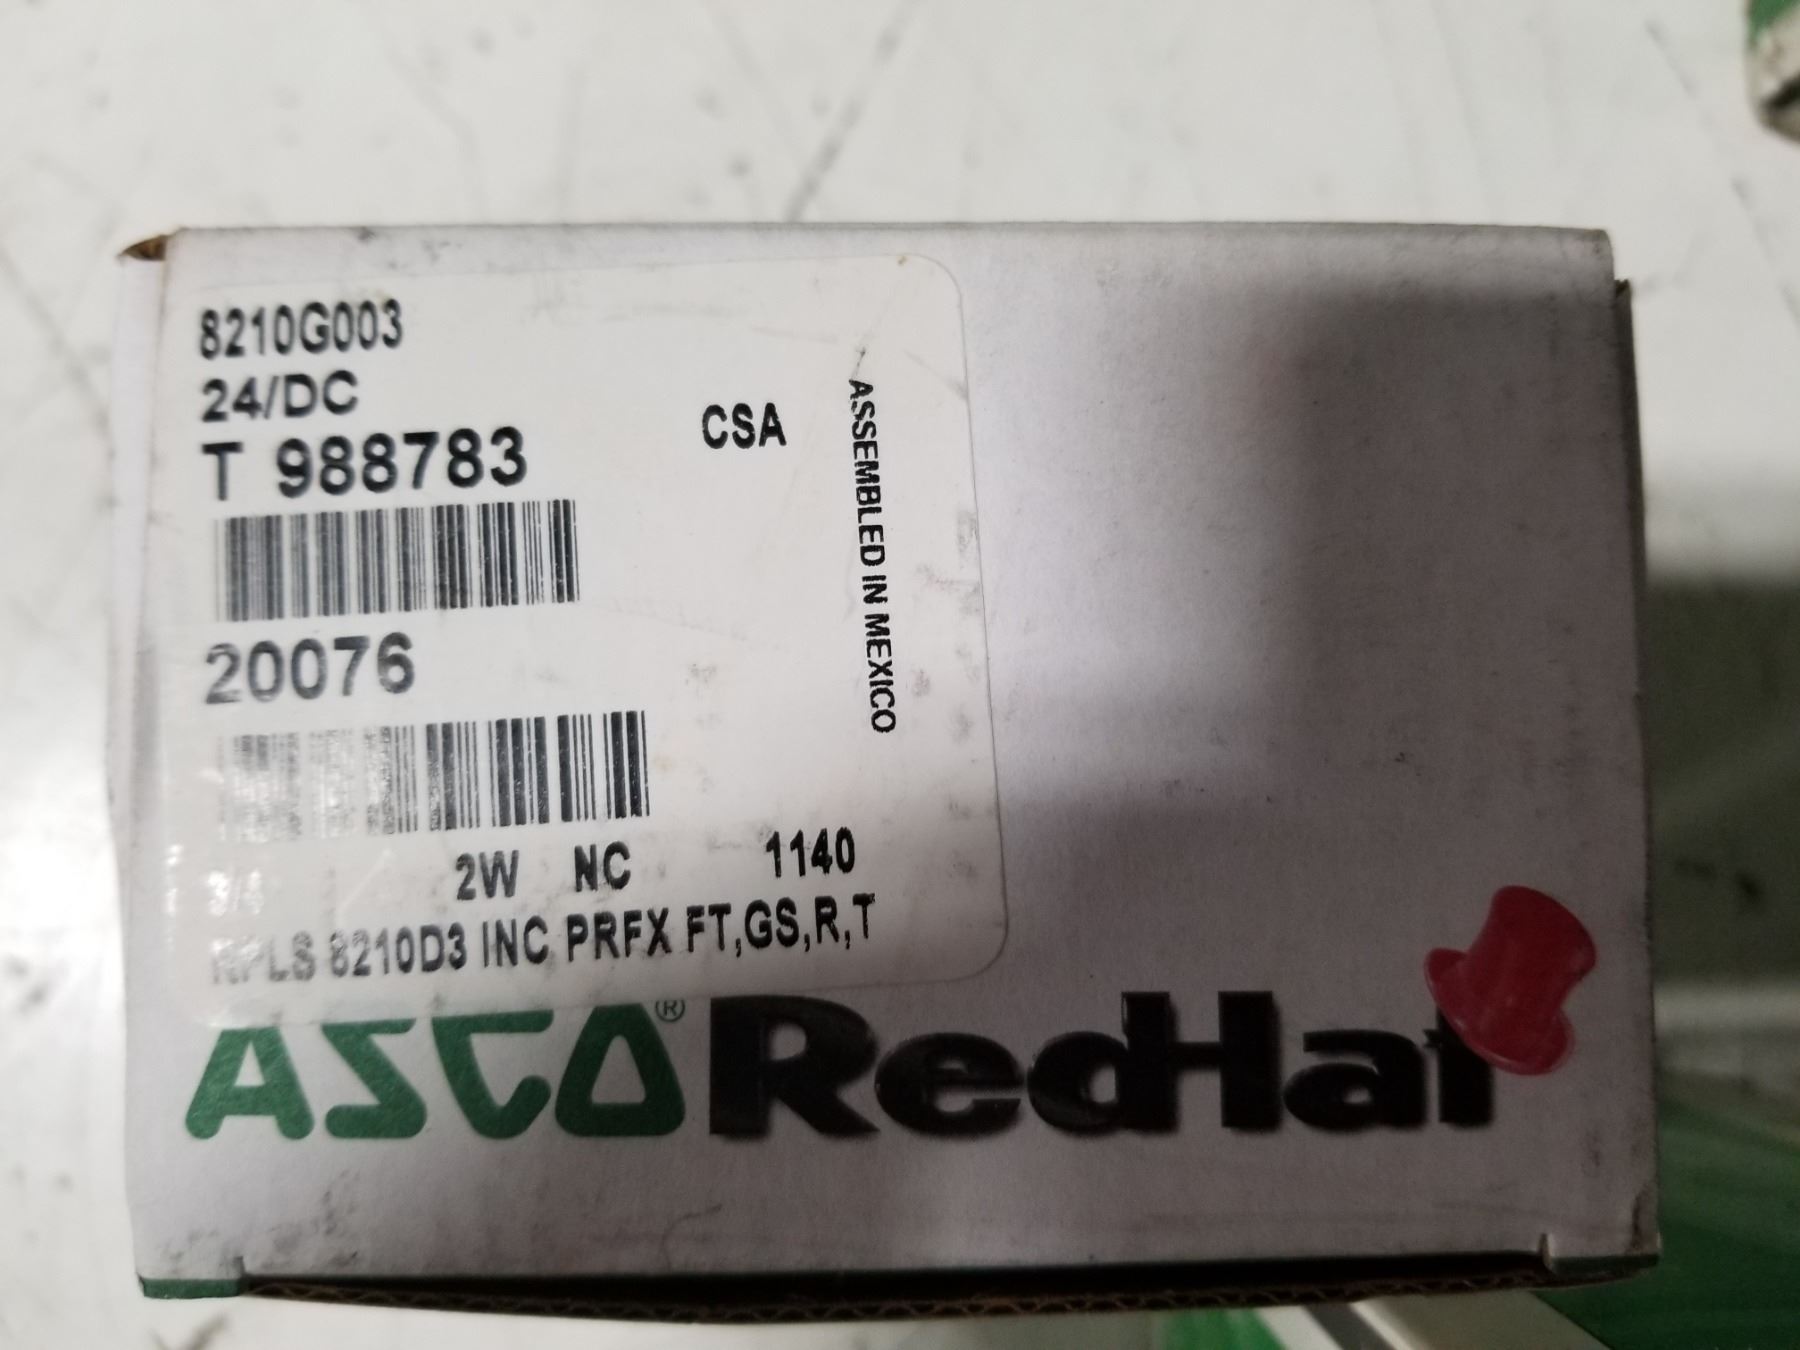 8210G003
24/DC
T 988783
CSA
ASSEMBLED IN MEXICO
20076
3/4 2W NC 1140
RPLS 8210D3 INC PRFX FT,GS,R,T
ASCO® RedHat